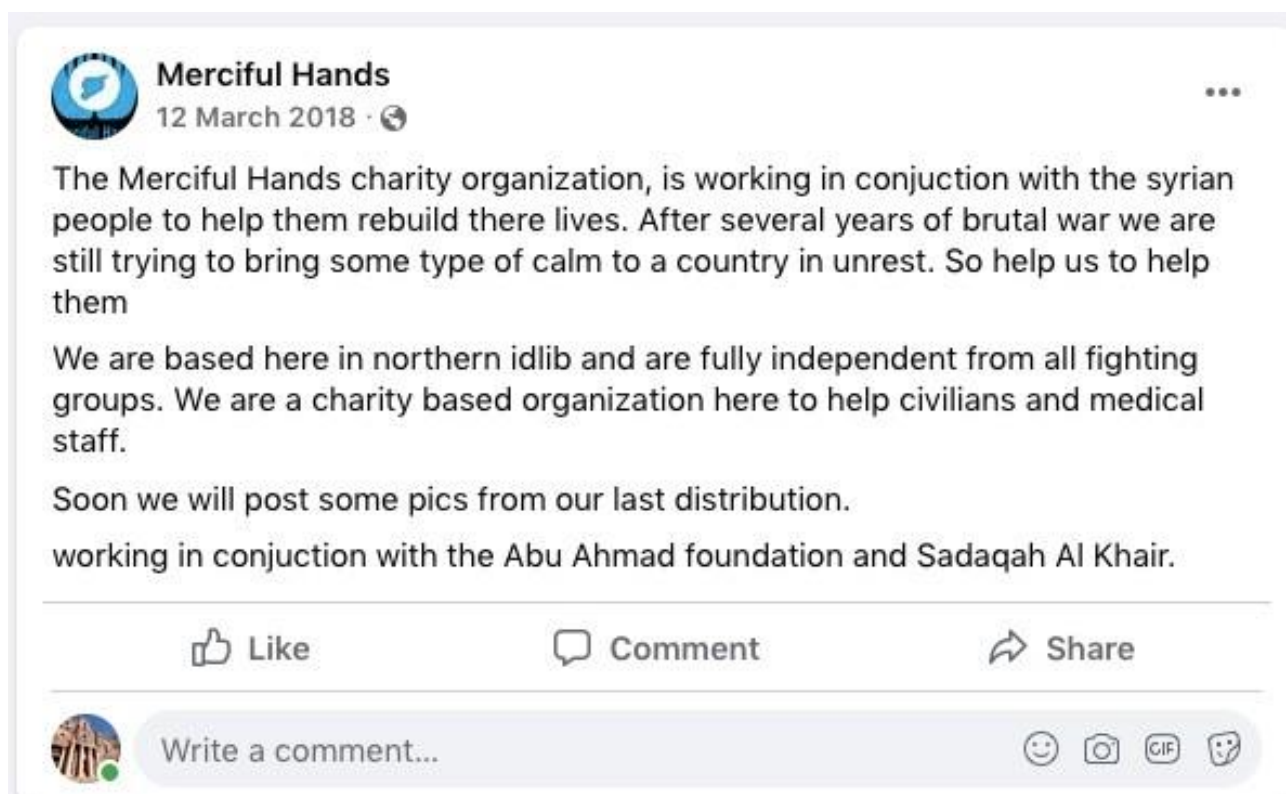 Merciful Hands
12 March 2018 ·
The Merciful Hands charity organization, is working in conjuction with the syrian
people to help them rebuild there lives. After several years of brutal war we are
still trying to bring some type of calm to a country in unrest. So help us to help
them
We are based here in northern idlib and are fully independent from all fighting
groups. We are a charity based organization here to help civilians and medical
staff.
Soon we will post some pics from our last distribution.
working in conjuction with the Abu Ahmad foundation and Sadaqah Al Khair.
Like Comment Share
Write a comment...
GIF